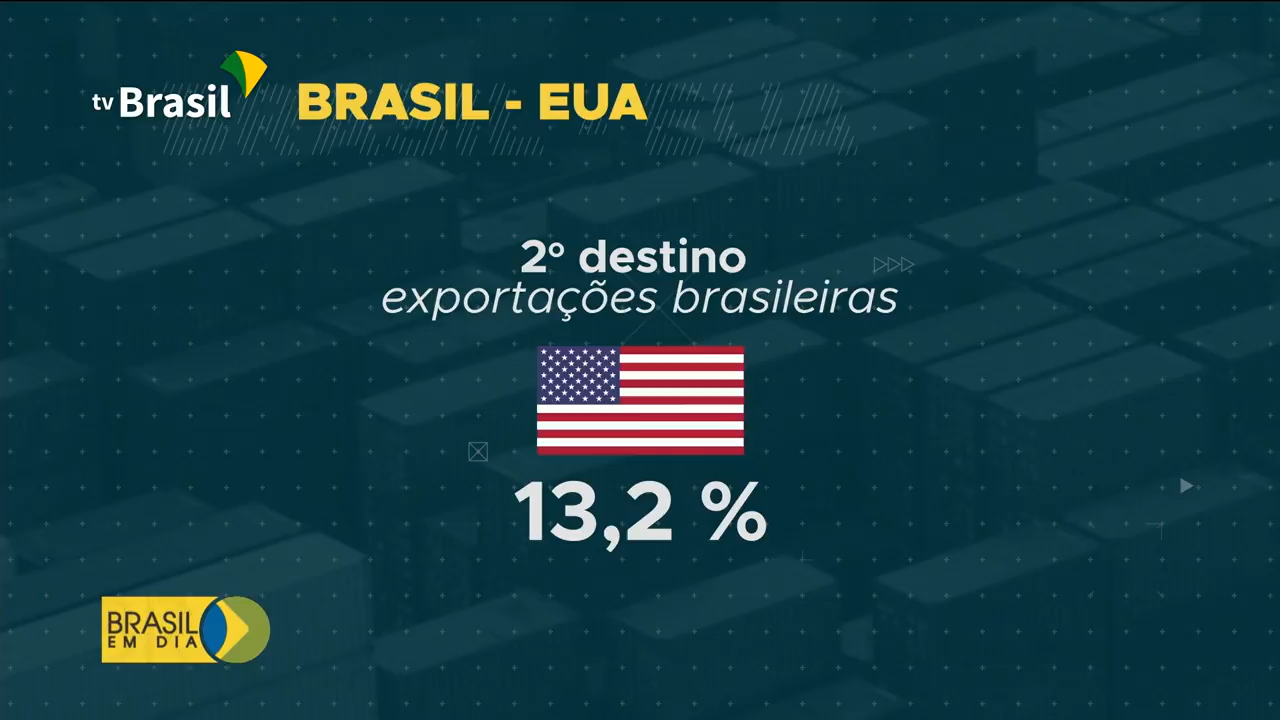 tv Brasil
BRASIL - EUA
2º destino
exportações brasileiras
13,2 %
BRASIL
EM DIA